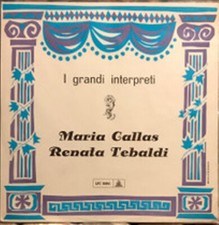 I grandi interpreti
Maria Callas
Renata Tebaldi